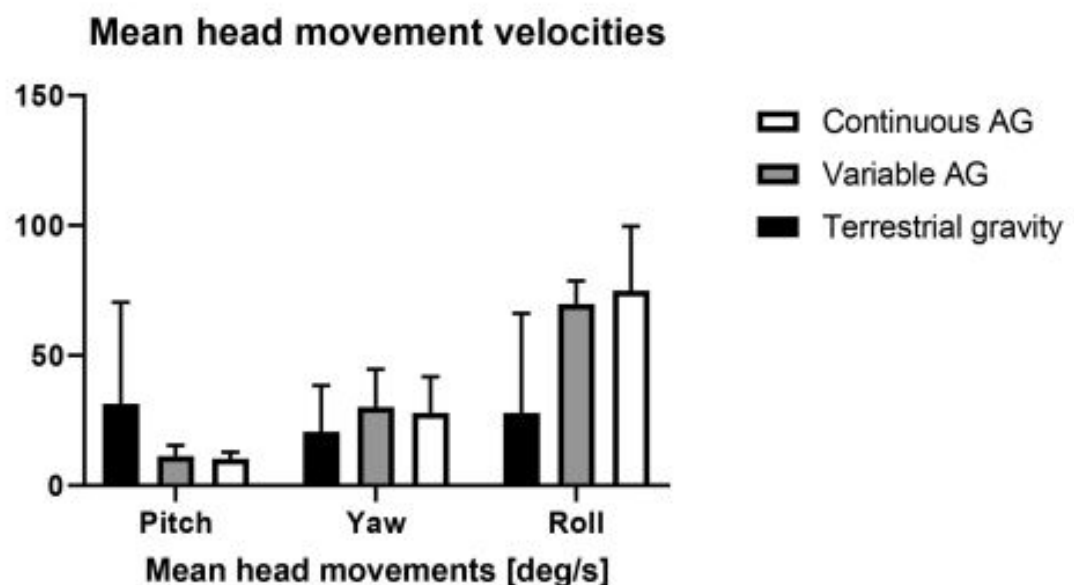 Mean head movement velocities
150
100
50
0
Pitch Yaw Roll
Mean head movements [deg/s]
Continuous AG
Variable AG
Terrestrial gravity